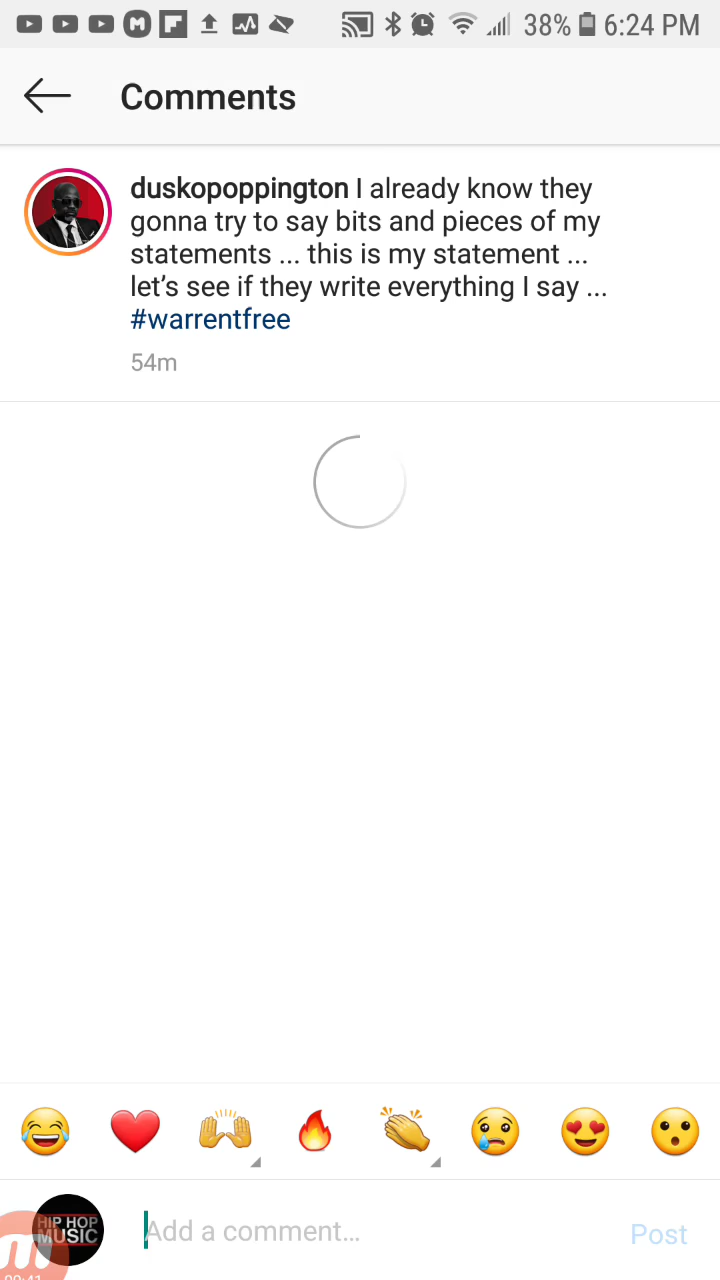 38% 6:24 PM
Comments
duskopoppington I already know they
gonna try to say bits and pieces of my
statements ... this is my statement ...
let's see if they write everything I say ...
#warrentfree
54m
HIP HOP
MUSIC
Add a comment...
Post
00:41